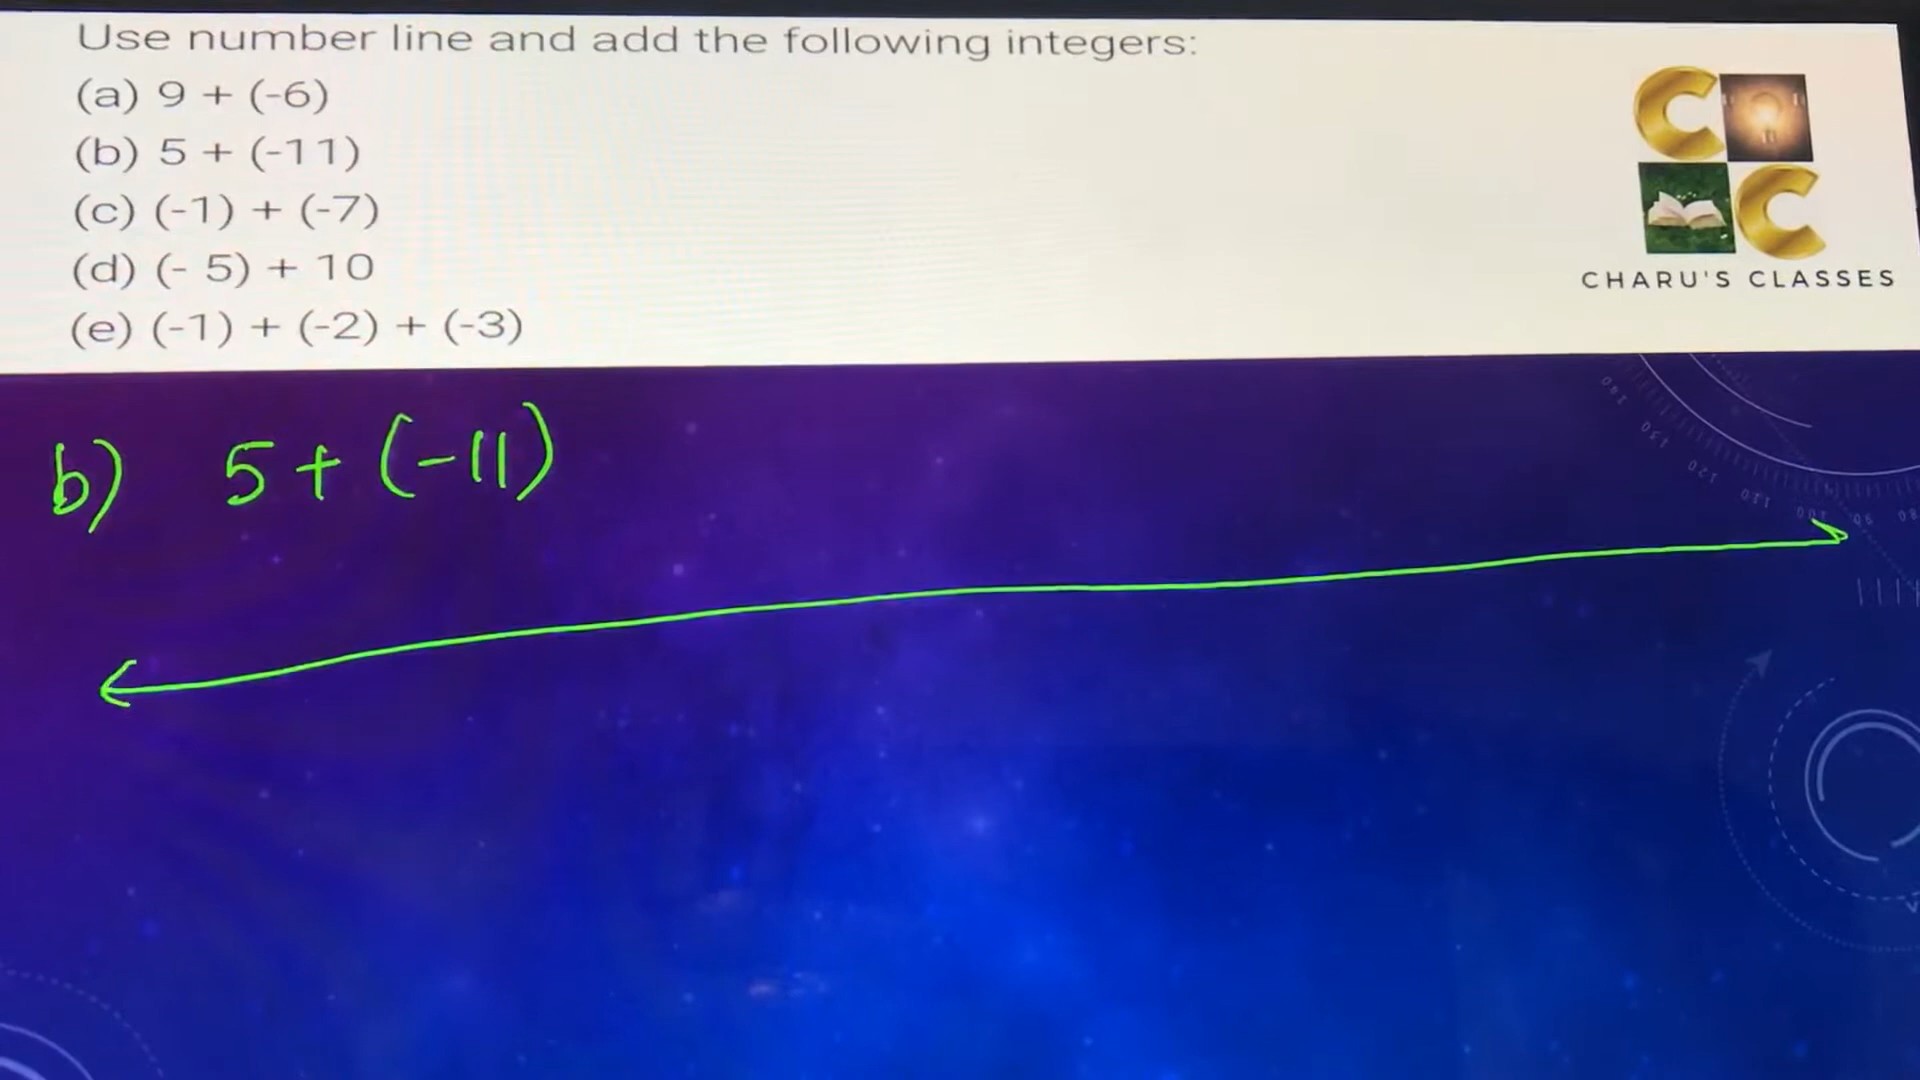 Use number line and add the following integers:
(a) 9 + (-6)
(b) 5 + (-11)
(c) (-1) + (-7)
(d) (- 5) + 10
(e) (-1) + (-2) + (-3)
CHARU'S CLASSES
b) 5 + (-11)